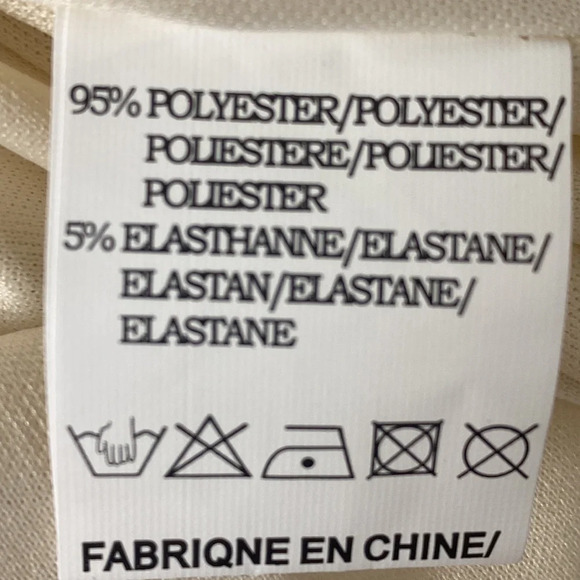 95% POLYESTER/POLYESTER/
POLIESTERE/POLIESTER/
POLIESTER
5% ELASTHANNE/ELASTANE/
ELASTAN/ELASTANE/
ELASTANE
FABRIQNE EN CHINE/